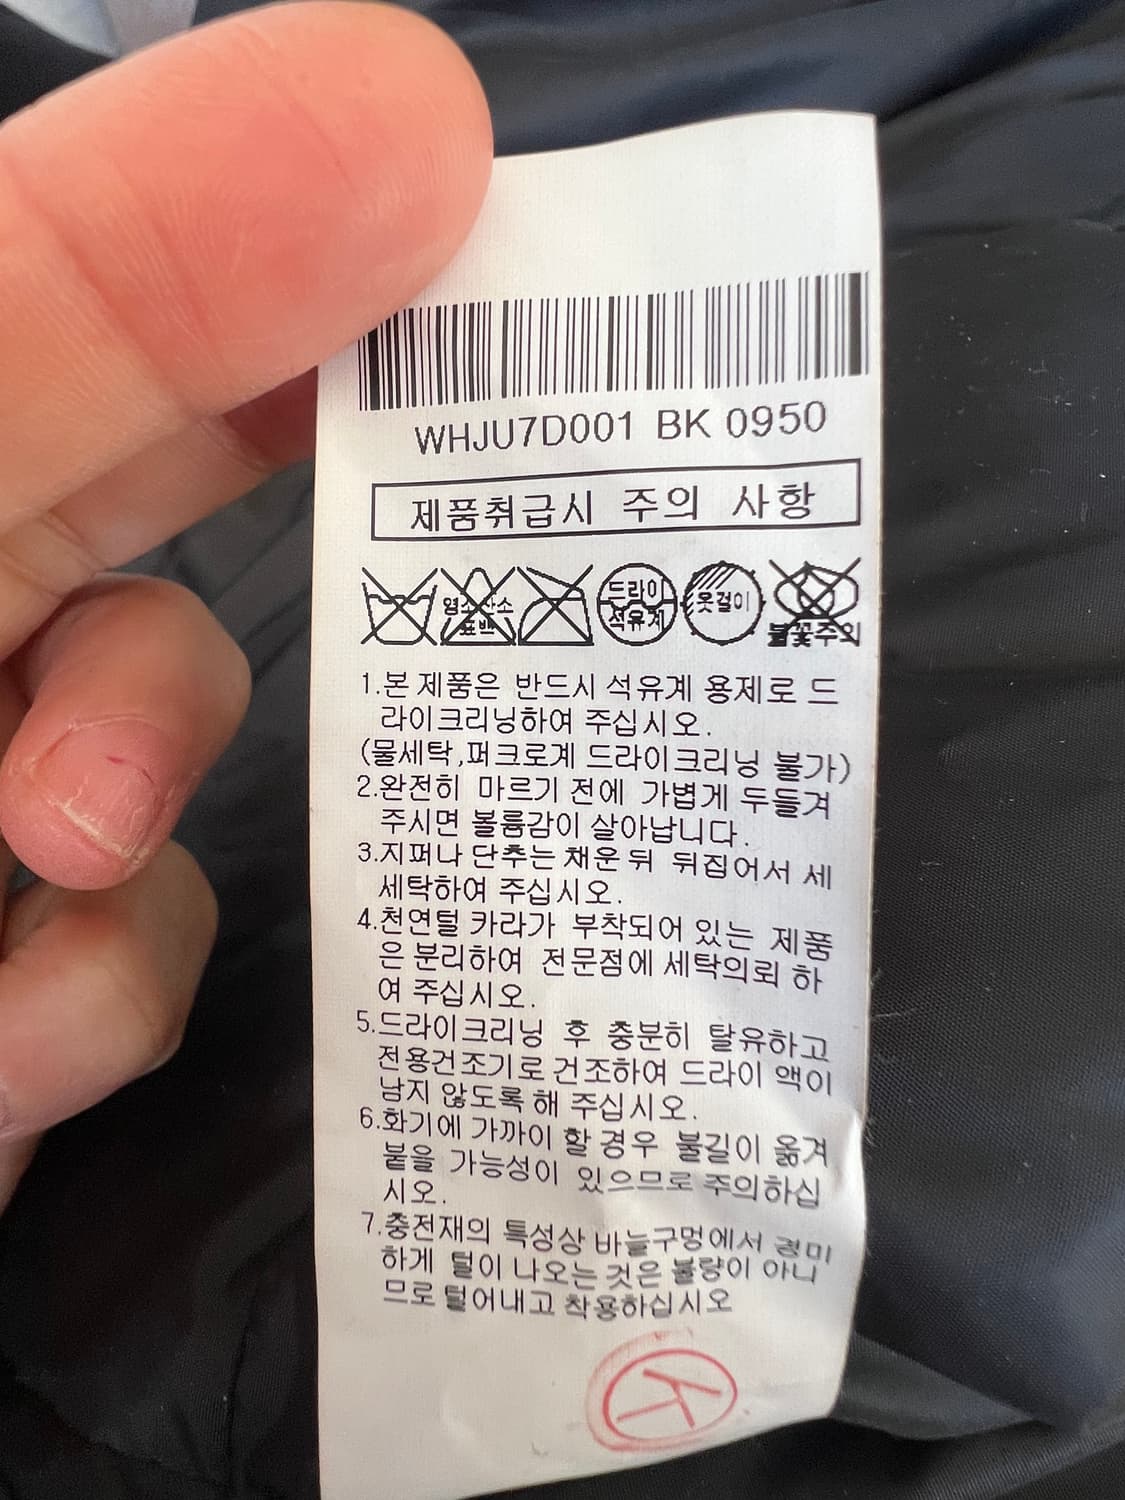 WHJU7D001 BK 0950
제품취급시 주의 사항
염소 산소
표백
드라이
석유계
옷걸이
불꽃주의
1.본 제품은 반드시 석유계 용제로 드
라이크리닝하여 주십시오.
(물세탁,퍼크로계 드라이크리닝 불가)
2.완전히 마르기 전에 가볍게 두들겨
주시면 볼륨감이 살아납니다.
3.지퍼나 단추는 채운뒤 뒤집어서 세
세탁하여 주십시오.
4.천연털 카라가 부착되어 있는 제품
은 분리하여 전문점에 세탁의뢰 하
여 주십시오.
5.드라이크리닝 후 충분히 탈유하고
전용건조기로 건조하여 드라이 액이
남지 않도록 해 주십시오.
6.화기에 가까이 할 경우 불길이 옮겨
붙을 가능성이 있으므로 주의하십
시오.
7.충전재의 특성상 바늘구멍에서 경미
하게 털이 나오는 것은 불량이 아니
므로 털어내고 착용하십시오
K